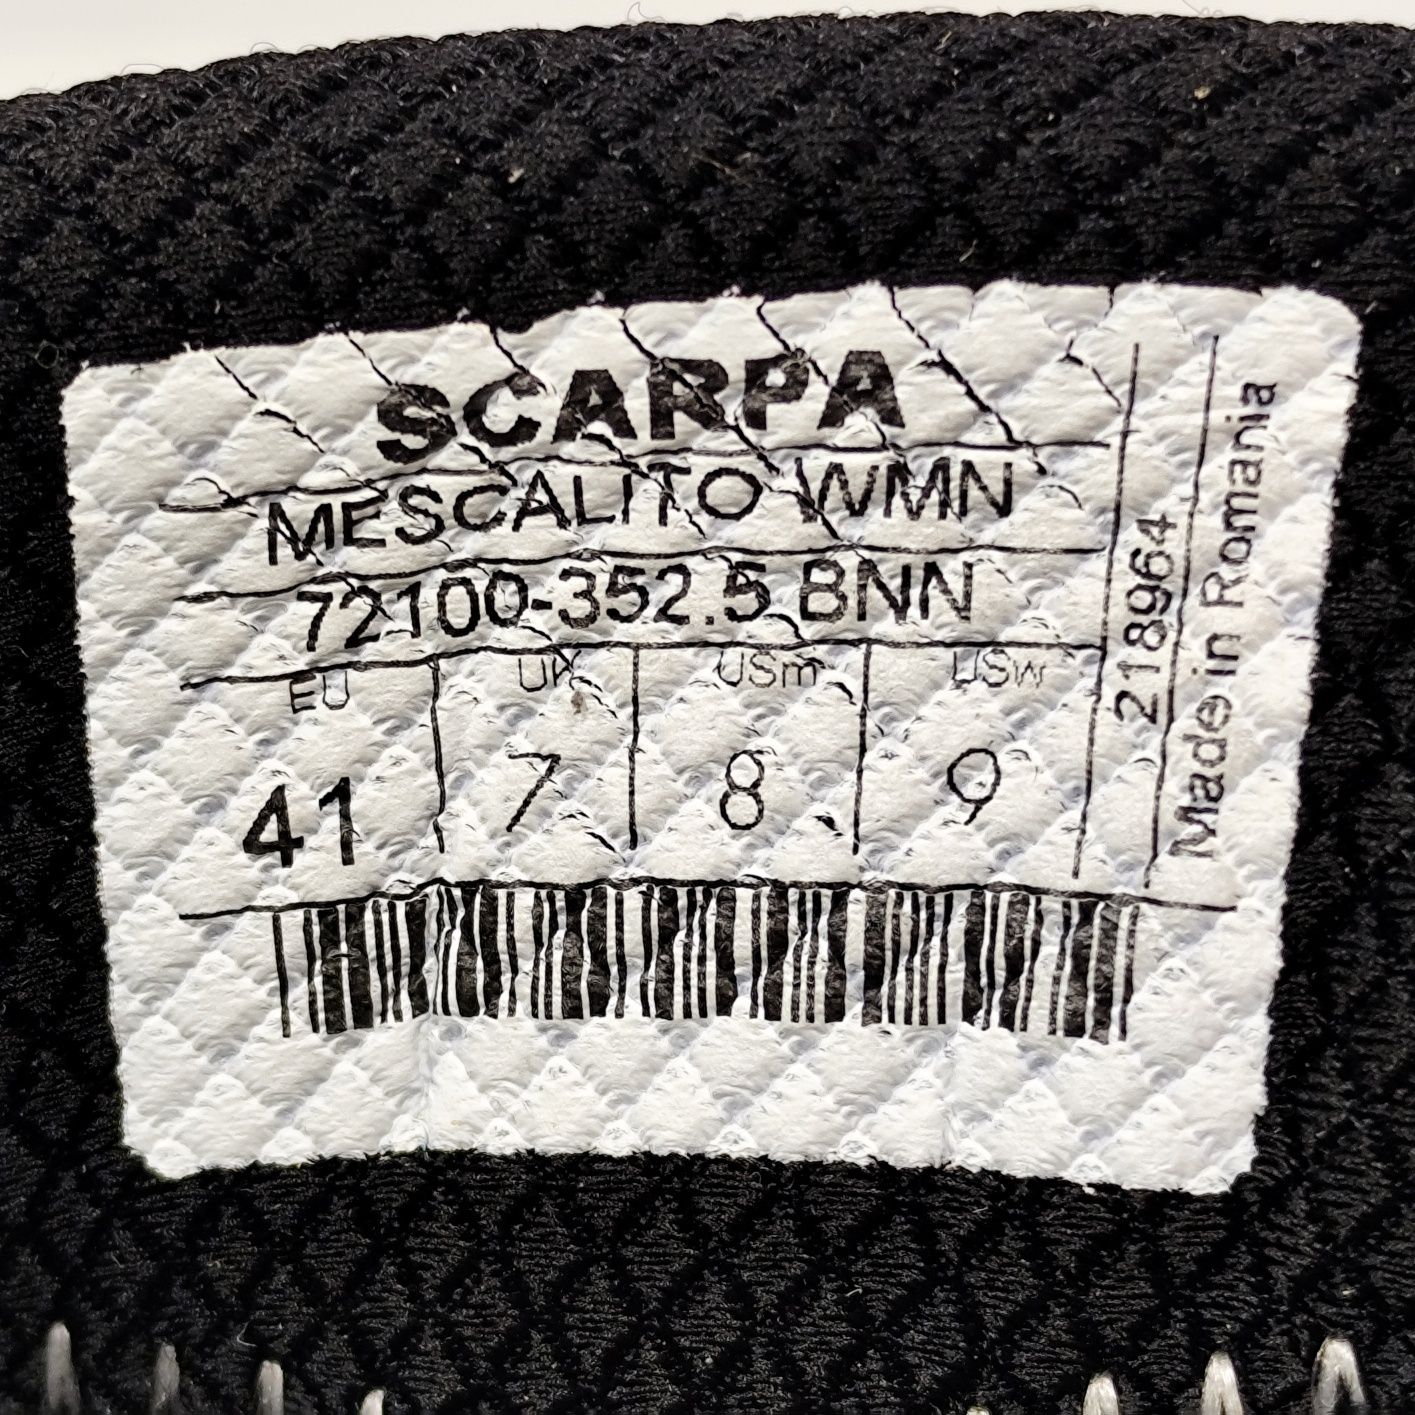 SCARPA
MESCALITO WMN
72100-352.5 BNN
EU UK USm USw
41 7 8 9
218964
Made in Romania